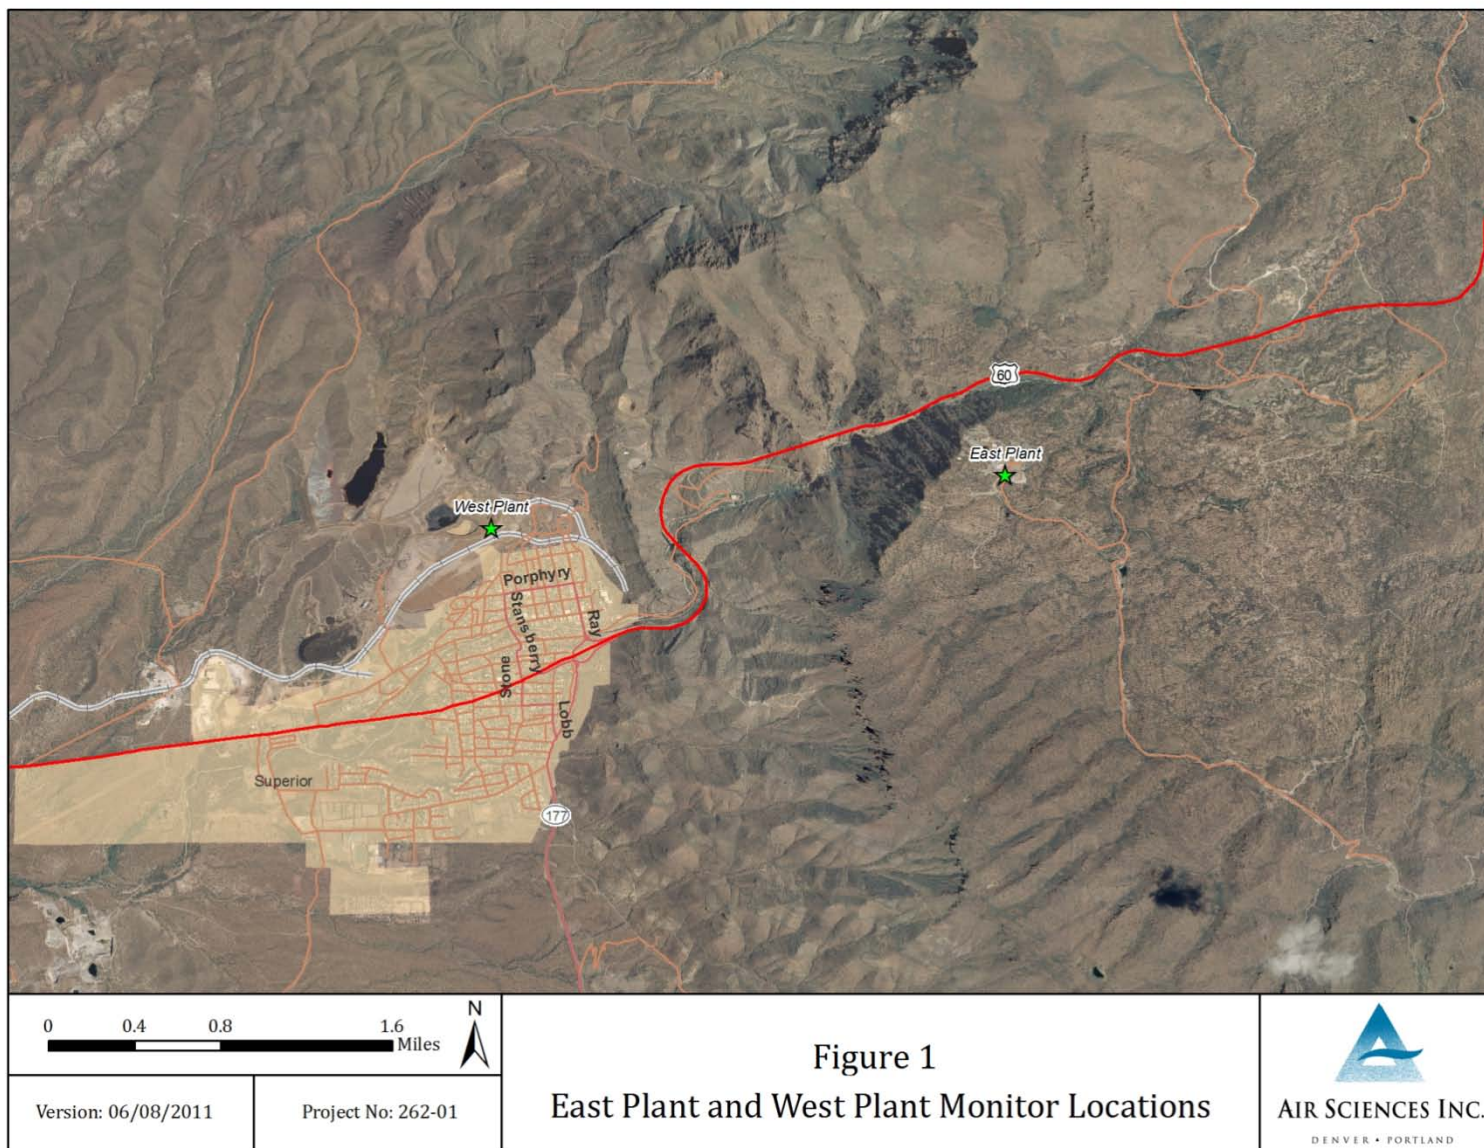 60
East Plant
West Plant
Porphyry
Stansberry
Ray
Stone
Lobb
Superior
177
0 0.4 0.8 1.6
Miles
N
Figure 1
East Plant and West Plant Monitor Locations
Version: 06/08/2011
Project No: 262-01
AIR SCIENCES INC.
DENVER • PORTLAND